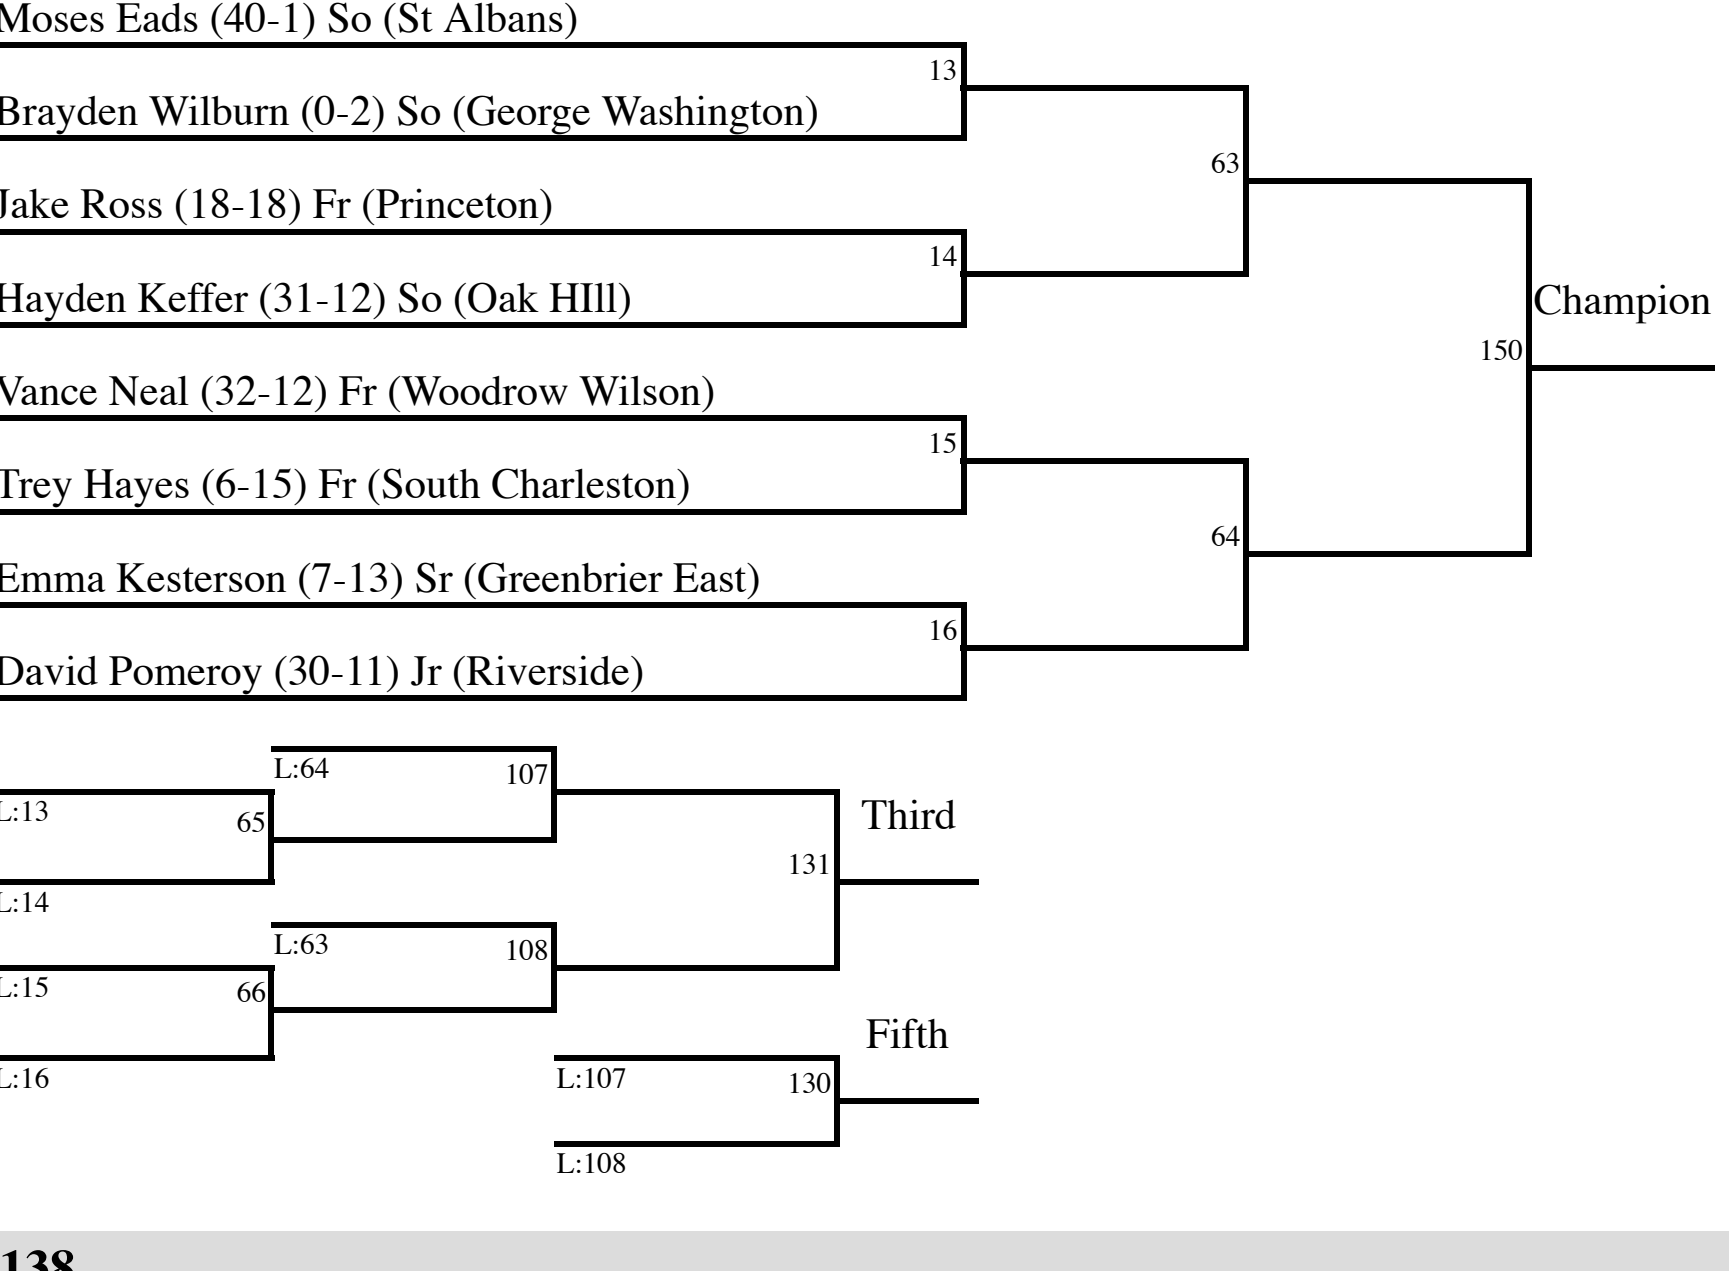 Moses Eads (40-1) So (St Albans)
13
Brayden Wilburn (0-2) So (George Washington)
63
Jake Ross (18-18) Fr (Princeton)
14
Hayden Keffer (31-12) So (Oak HIll)
Champion
150
Vance Neal (32-12) Fr (Woodrow Wilson)
15
Trey Hayes (6-15) Fr (South Charleston)
64
Emma Kesterson (7-13) Sr (Greenbrier East)
16
David Pomeroy (30-11) Jr (Riverside)
L:64
107
L:13
65
Third
131
L:14
L:63
108
L:15
66
Fifth
L:16
L:107
130
L:108
138